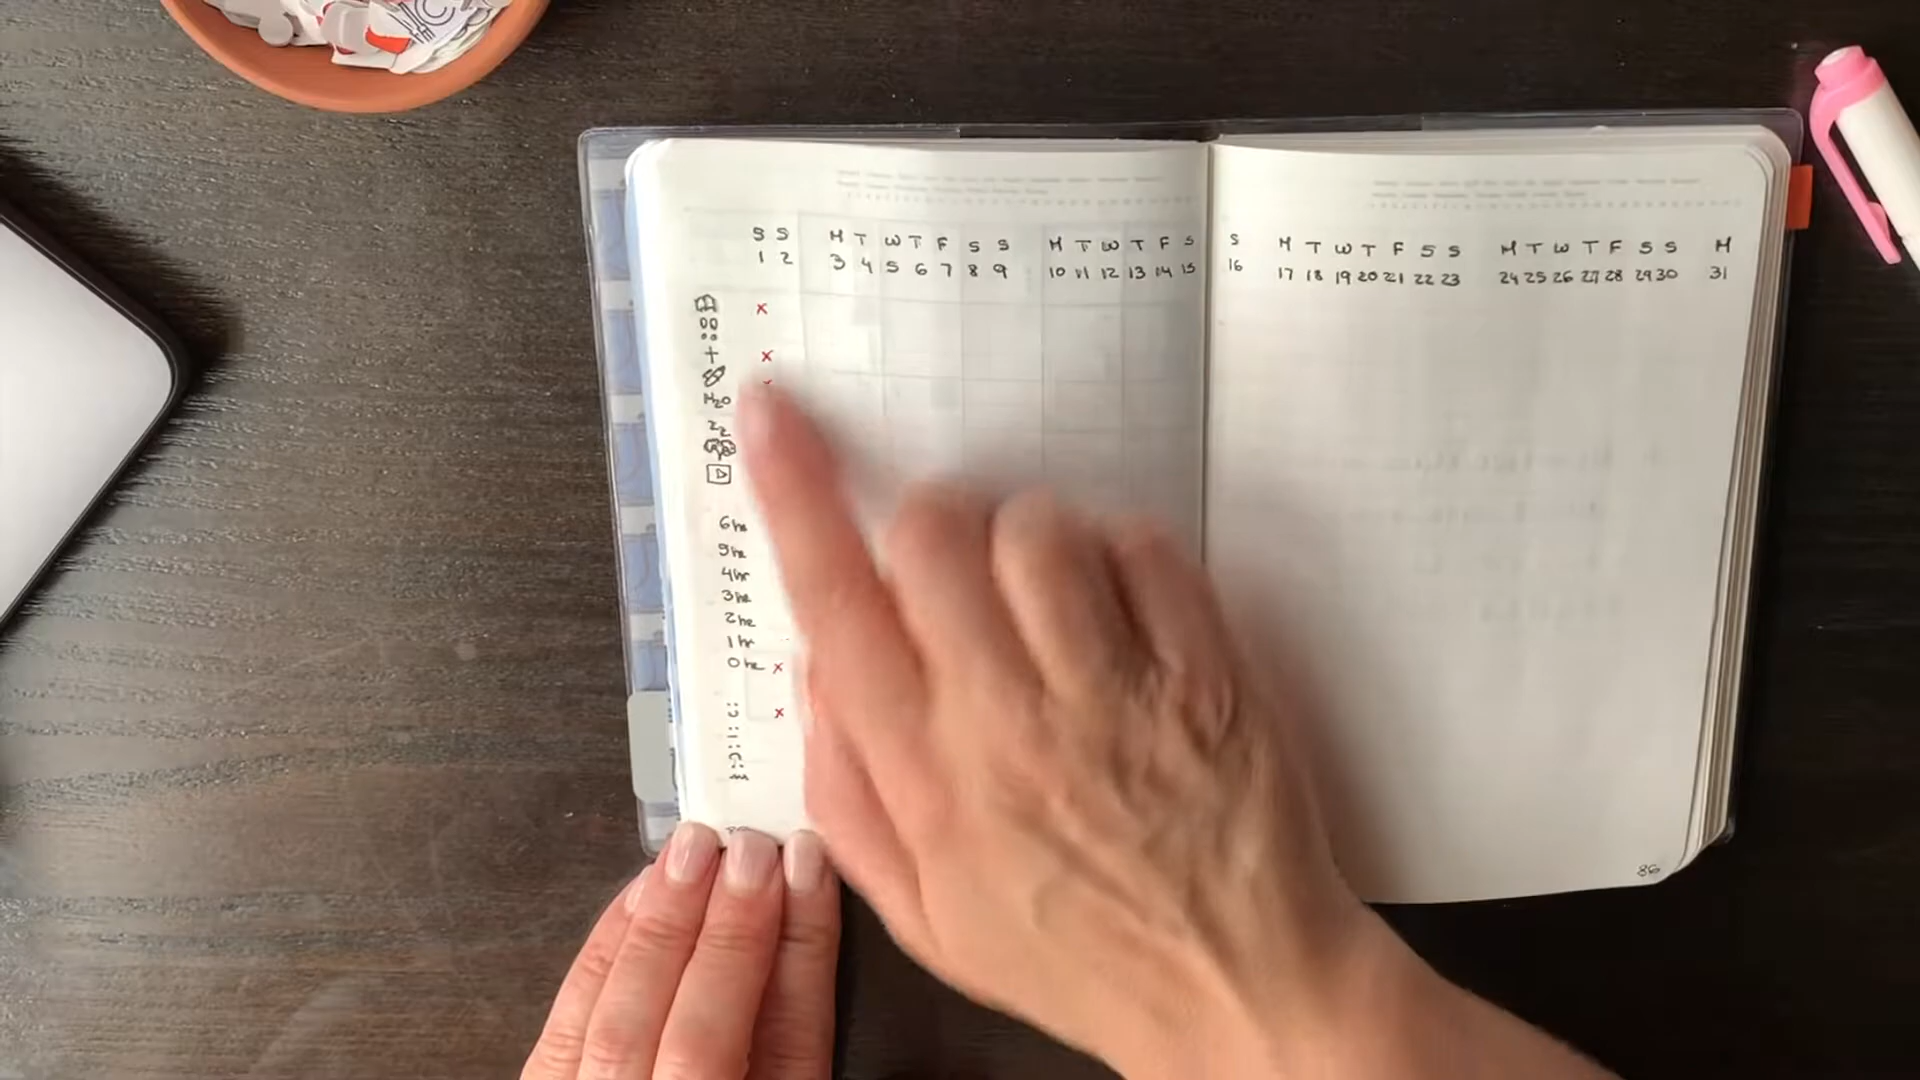 S S M T W T F S S M T W T F S S M T W T F S S M T W T F S S M
1 2 3 4 5 6 7 8 9 10 11 12 13 14 15 16 17 18 19 20 21 22 23 24 25 26 27 28 29 30 31
x
+ x
H2O
zz
6hr
9hr
4hr
3hr
2hr
1hr
0hr x
x
86